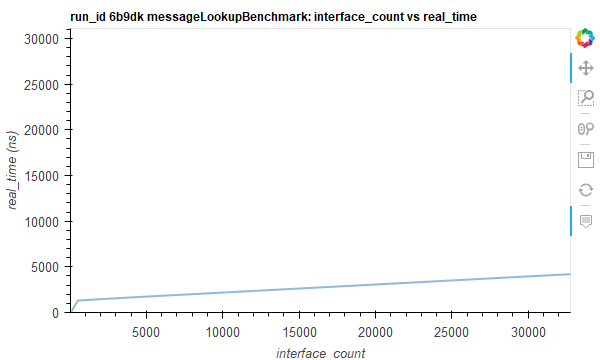 run_id 6b9dk messageLookupBenchmark: interface_count vs real_time
real_time (ns)
30000
25000
20000
15000
10000
5000
0
5000 10000 15000 20000 25000 30000
interface_count